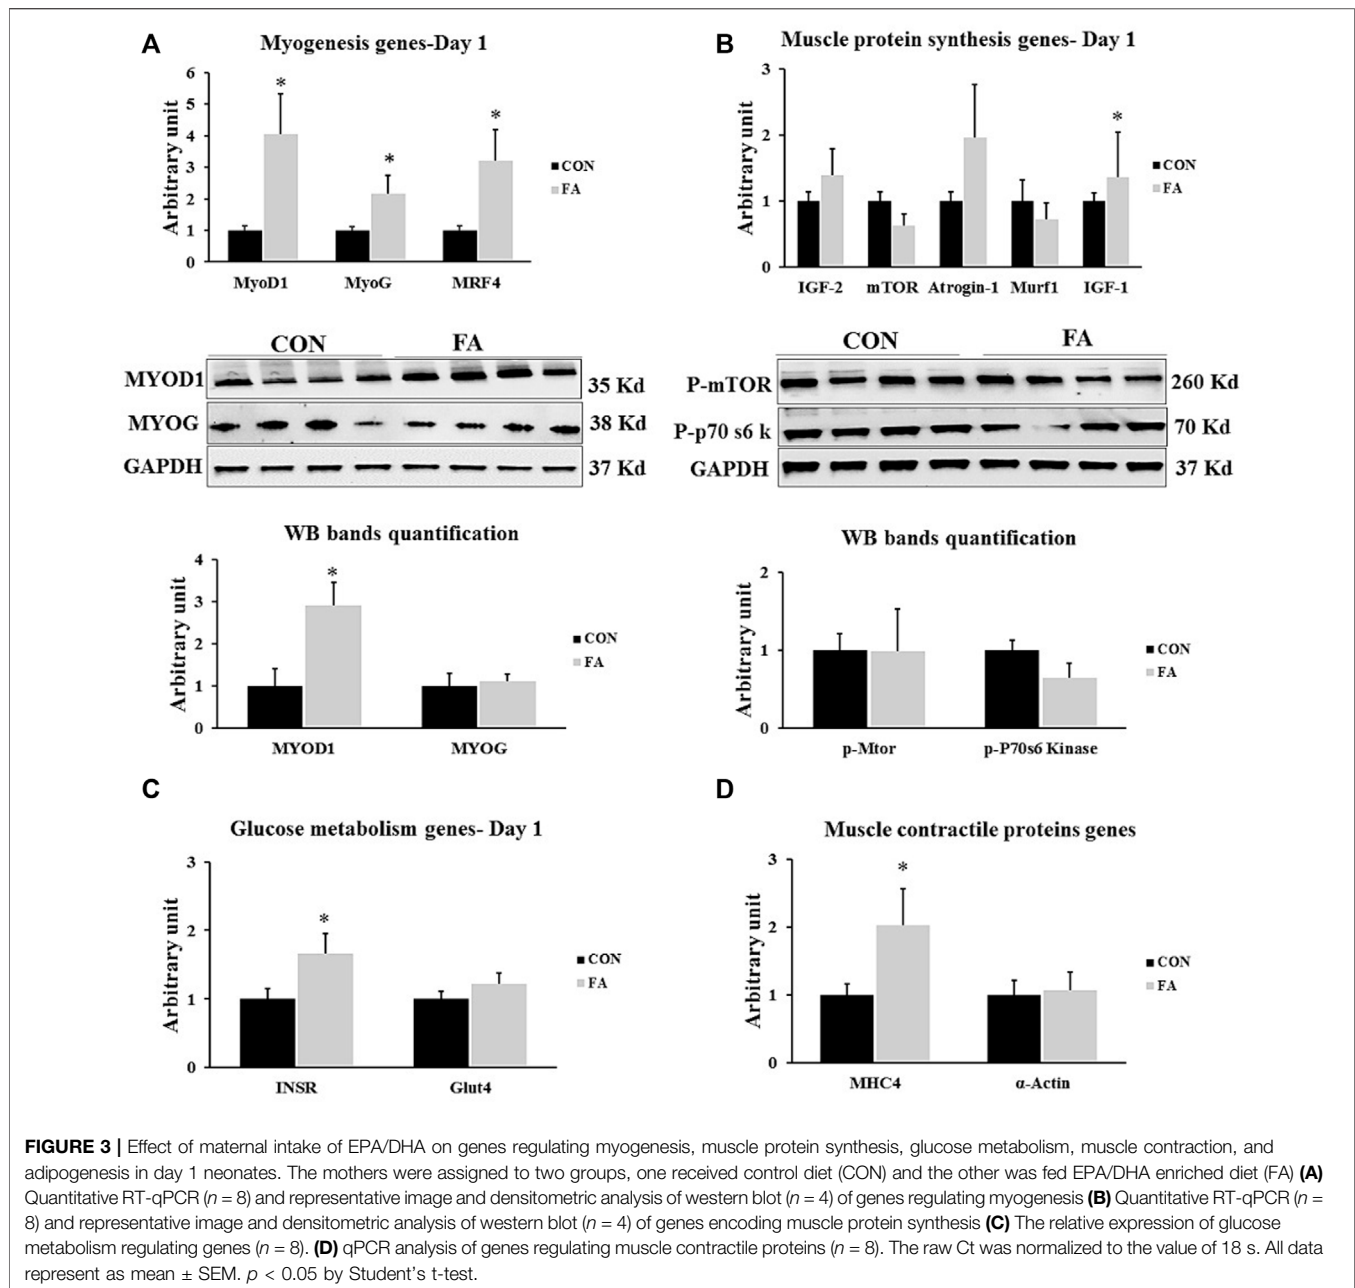 A
Myogenesis genes-Day 1
Arbitrary unit
6
5
4
3
2
1
0
*
*
*
CON
FA
MyoD1 MyoG MRF4
CON FA
MYOD1 35 Kd
MYOG 38 Kd
GAPDH 37 Kd
WB bands quantification
Arbitrary unit
4
3
2
1
0
*
CON
FA
MYOD1 MYOG
B
Muscle protein synthesis genes- Day 1
Arbitrary unit
3
2
1
0
*
CON
FA
IGF-2 mTOR Atrogin-1 Murf1 IGF-1
CON FA
P-mTOR 260 Kd
P-p70 s6 k 70 Kd
GAPDH 37 Kd
WB bands quantification
Arbitrary unit
2
1
0
CON
FA
p-Mtor p-P70s6 Kinase
C
Glucose metabolism genes- Day 1
Arbitrary unit
3
2
1
0
*
CON
FA
INSR Glut4
D
Muscle contractile proteins genes
Arbitrary unit
3
2
1
0
*
CON
FA
MHC4 α-Actin
FIGURE 3 | Effect of maternal intake of EPA/DHA on genes regulating myogenesis, muscle protein synthesis, glucose metabolism, muscle contraction, and
adipogenesis in day 1 neonates. The mothers were assigned to two groups, one received control diet (CON) and the other was fed EPA/DHA enriched diet (FA) (A)
Quantitative RT-qPCR (n = 8) and representative image and densitometric analysis of western blot (n = 4) of genes regulating myogenesis (B) Quantitative RT-qPCR (n =
8) and representative image and densitometric analysis of western blot (n = 4) of genes encoding muscle protein synthesis (C) The relative expression of glucose
metabolism regulating genes (n = 8). (D) qPCR analysis of genes regulating muscle contractile proteins (n = 8). The raw Ct was normalized to the value of 18 s. All data
represent as mean ± SEM. p < 0.05 by Student's t-test.